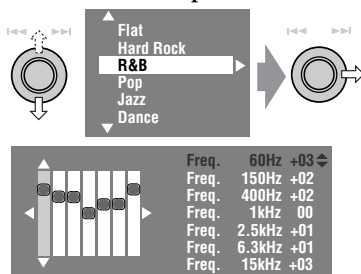 Flat
Hard Rock
R&B
Pop
Jazz
Dance
Freq. 60Hz +03
Freq. 150Hz +02
Freq. 400Hz +02
Freq. 1kHz 00
Freq. 2.5kHz +01
Freq. 6.3kHz +01
Freq. 15kHz +03